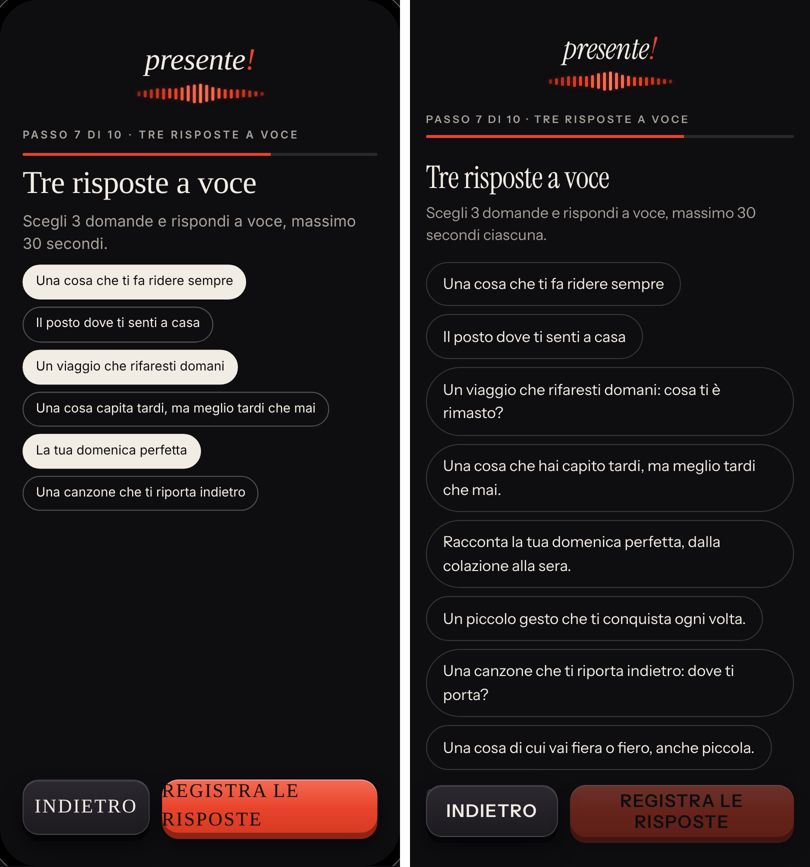 presente!
PASSO 7 DI 10 · TRE RISPOSTE A VOCE
Tre risposte a voce
Scegli 3 domande e rispondi a voce, massimo
30 secondi.
Una cosa che ti fa ridere sempre
Il posto dove ti senti a casa
Un viaggio che rifaresti domani
Una cosa capita tardi, ma meglio tardi che mai
La tua domenica perfetta
Una canzone che ti riporta indietro
INDIETRO
REGISTRA LE
RISPOSTE
presente!
PASSO 7 DI 10 · TRE RISPOSTE A VOCE
Tre risposte a voce
Scegli 3 domande e rispondi a voce, massimo 30
secondi ciascuna.
Una cosa che ti fa ridere sempre
Il posto dove ti senti a casa
Un viaggio che rifaresti domani: cosa ti è
rimasto?
Una cosa che hai capito tardi, ma meglio tardi
che mai.
Racconta la tua domenica perfetta, dalla
colazione alla sera.
Un piccolo gesto che ti conquista ogni volta.
Una canzone che ti riporta indietro: dove ti
porta?
Una cosa di cui vai fiera o fiero, anche piccola.
INDIETRO
REGISTRA LE
RISPOSTE